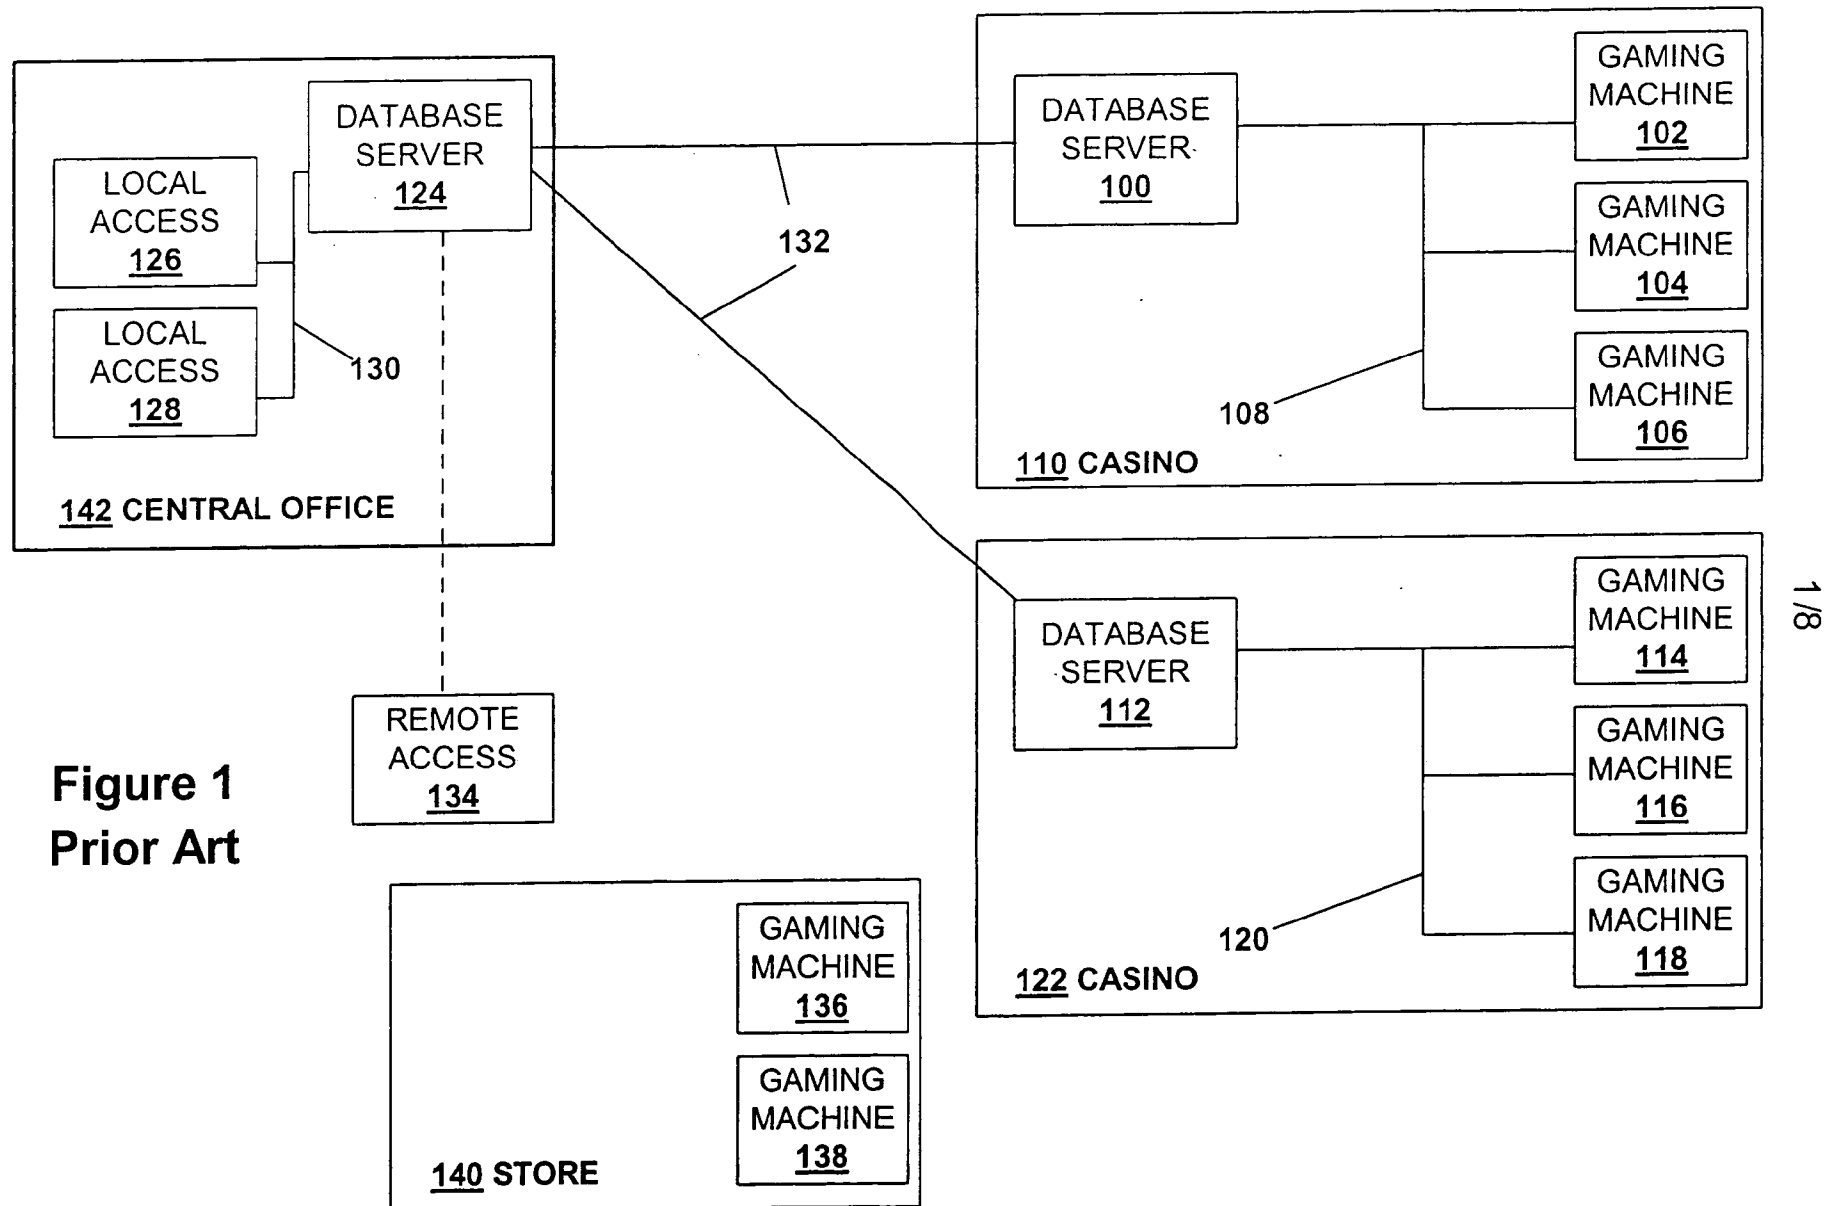 DATABASE
SERVER
124
LOCAL
ACCESS
126
LOCAL
ACCESS
128
130
142 CENTRAL OFFICE
132
DATABASE
SERVER
100
GAMING
MACHINE
102
GAMING
MACHINE
104
GAMING
MACHINE
106
108
110 CASINO
DATABASE
SERVER
112
GAMING
MACHINE
114
GAMING
MACHINE
116
GAMING
MACHINE
118
120
122 CASINO
1/8
REMOTE
ACCESS
134
Figure 1
Prior Art
GAMING
MACHINE
136
GAMING
MACHINE
138
140 STORE